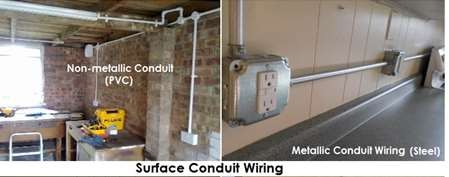 Non-metallic Conduit
(PVC)
Metallic Conduit Wiring (Steel)
Surface Conduit Wiring